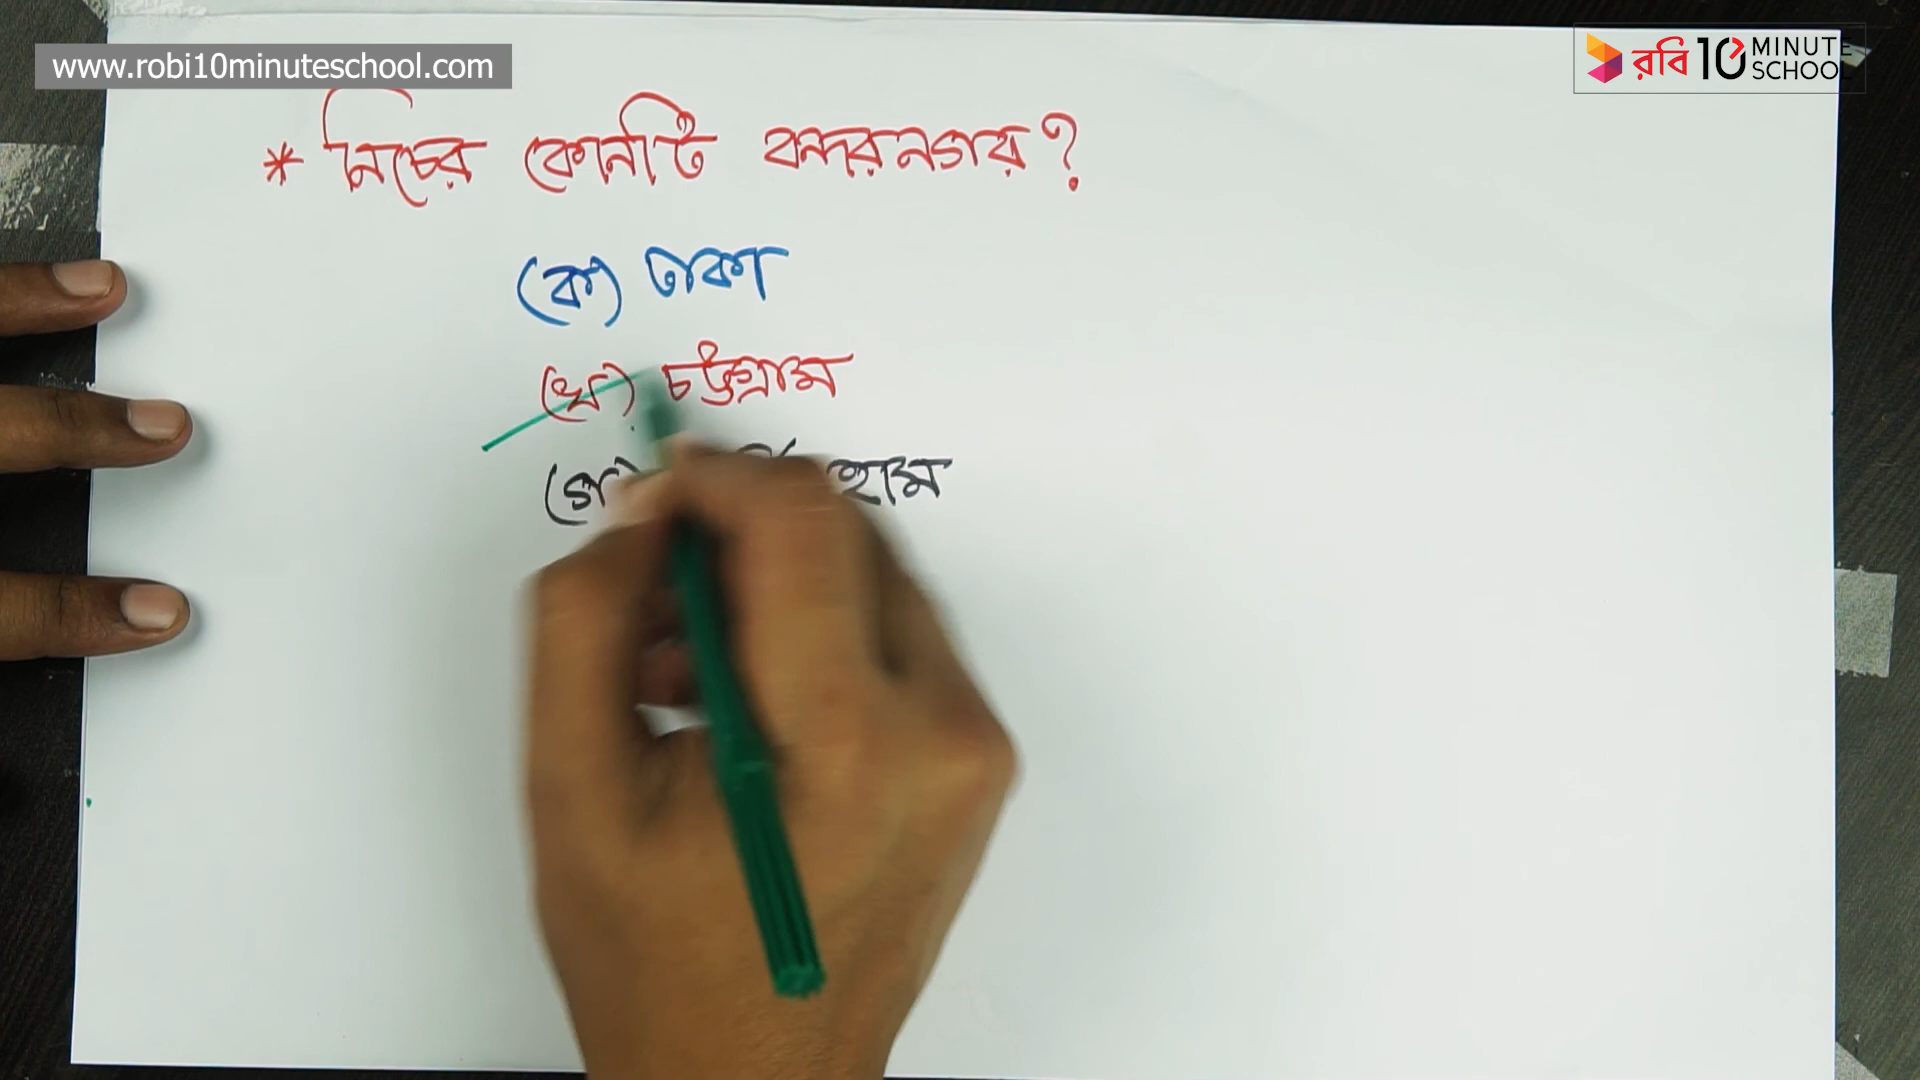 www.robi10minuteschool.com
রবি 10 MINUTE SCHOOL
* নিচের কোনটি বন্দরনগর?
(ক) ঢাকা
(খ) চট্টগ্রাম
(গ)